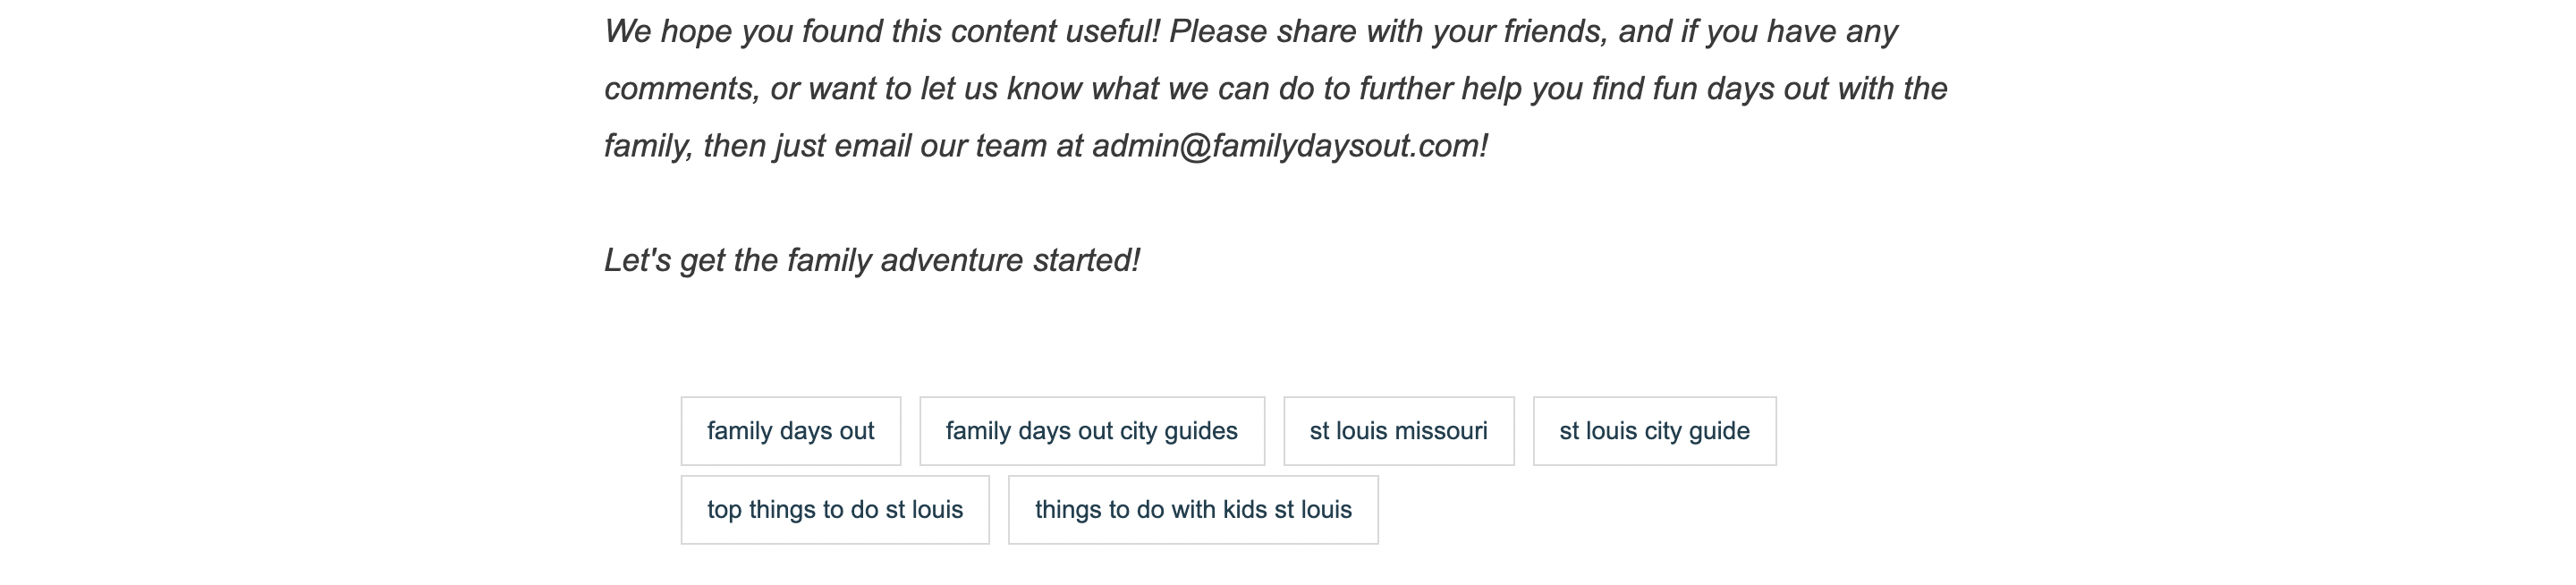 We hope you found this content useful! Please share with your friends, and if you have any
comments, or want to let us know what we can do to further help you find fun days out with the
family, then just email our team at admin@familydaysout.com!
Let's get the family adventure started!
family days out
family days out city guides
st louis missouri
st louis city guide
top things to do st louis
things to do with kids st louis